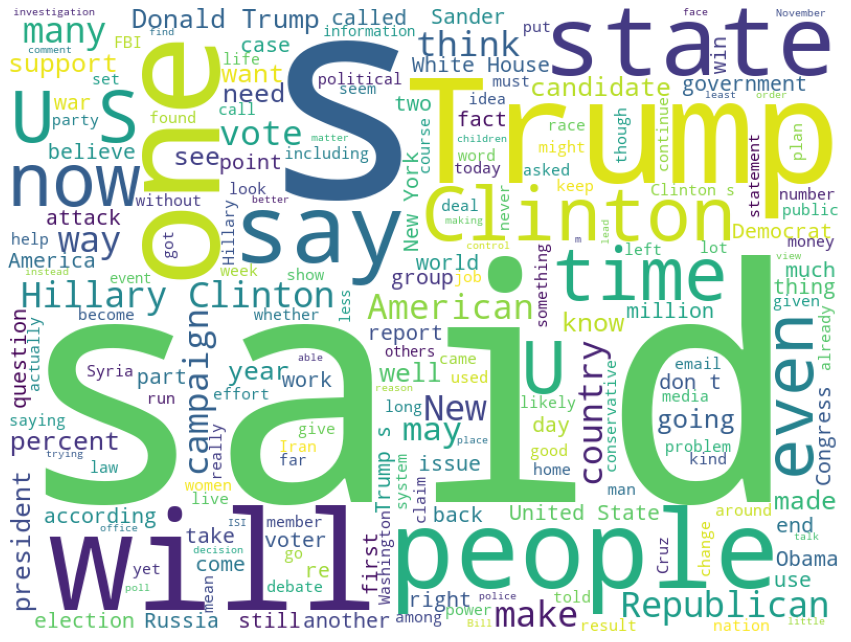 investigation
many
Donald Trump
called
Sander
put
face
November
state
FBI
find
information
think
comment
life
case
political
White House
must
win
support
set
want
seem
candidate
government
one
S
Trump
least
order
war
call
need
two
idea
U S
party
found
vote
matter
fact
race
though
continue
plan
believe
see
point
including
children
word
might
now
today
asked
thing
without
look
better
New York
course
never
deal
keep
Clinton s
statement
number
public
attack
got
Hillary
say
making
Clinton
Democrat
help
way
control
m
lead
left
lot
money
America
week
show
world
time
view
instead
event
group
job
something
much
Hillary Clinton
less
American
million
given
become
whether
know
already
question
actually
campaign
said
report
U
country
even
Syria
part
year
able
others
came
email
don t
run
effort
work
well
used
media
saying
reason
New
likely
going
conservative
Congress
percent
really
give
long
may
day
trying
Iran
far
Trump s
place
good
problem
law
women
system
issue
home
kind
president
live
claim
man
made
according
will
ISI
member
back
United State
around
end
office
take
voter
first
Washington
people
change
talk
decision
come
go
re
Cruz
Obama
yet
mean
poll
debate
among
right
power
told
police
use
election
Russia
still
another
Bill
make
result
Republican
nation
little